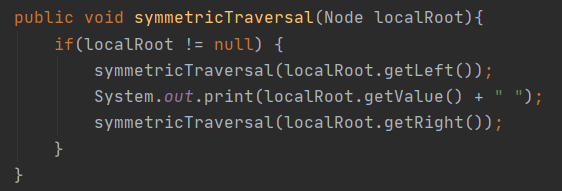 public void symmetricTraversal(Node localRoot){
    if(localRoot != null) {
        symmetricTraversal(localRoot.getLeft());
        System.out.print(localRoot.getValue() + " ");
        symmetricTraversal(localRoot.getRight());
    }
}